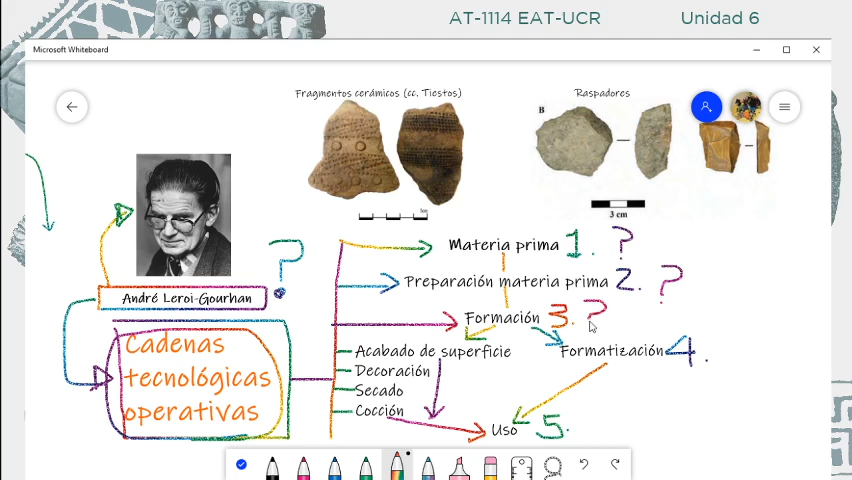 AT-1114 EAT-UCR Unidad 6
Microsoft Whiteboard
Fragmentos cerámicos (cc. Tiestos)
Raspadores
B
3 cm
Materia prima 1. ?
Preparación materia prima 2. ?
André Leroi-Gourhan ?
Formación 3. ?
Cadenas
tecnológicas
operativas
Acabado de superficie
Formatización 4.
Decoración
Secado
Cocción
Uso 5.